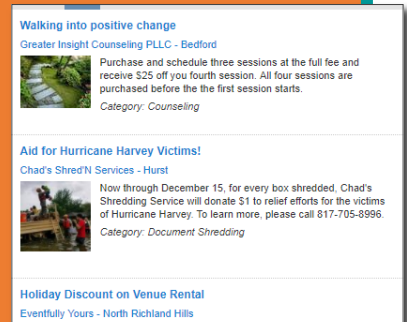 Walking into positive change
Greater Insight Counseling PLLC - Bedford
Purchase and schedule three sessions at the full fee and
receive $25 off you fourth session. All four sessions are
purchased before the the first session starts.
Category: Counseling
Aid for Hurricane Harvey Victims!
Chad's Shred'N Services - Hurst
Now through December 15, for every box shredded, Chad's
Shredding Service will donate $1 to relief efforts for the victims
of Hurricane Harvey. To learn more, please call 817-705-8996.
Category: Document Shredding
Holiday Discount on Venue Rental
Eventfully Yours - North Richland Hills